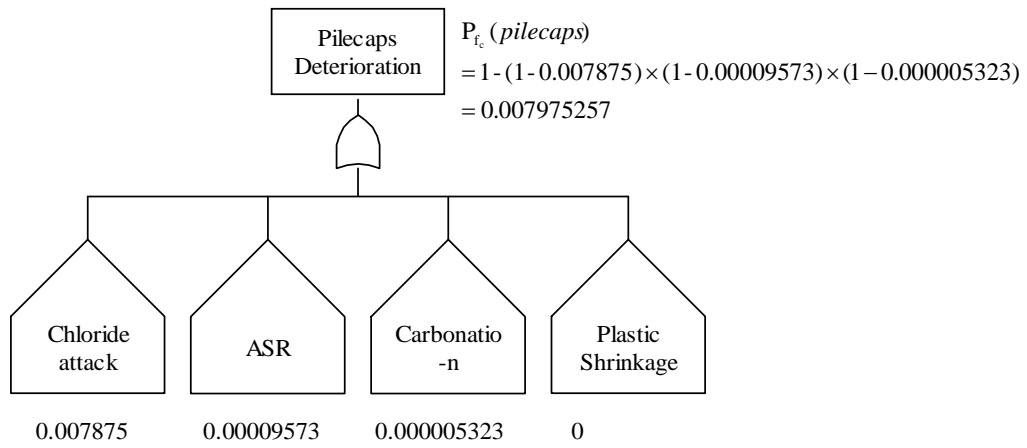 Pilecaps
Deterioration
P_{f_c} (pilecaps)
= 1 - (1 - 0.007875) × (1 - 0.00009573) × (1 − 0.000005323)
= 0.007975257
Chloride
attack
ASR
Carbonatio
-n
Plastic
Shrinkage
0.007875
0.00009573
0.000005323
0